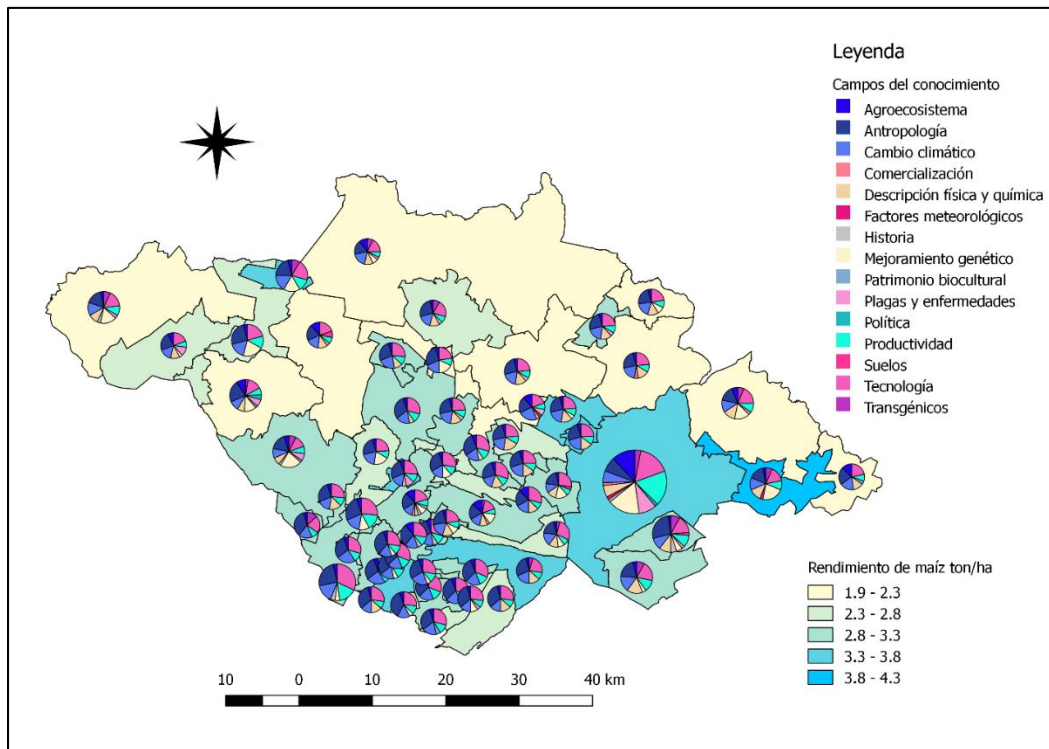 Leyenda
Campos del conocimiento
Agroecosistema
Antropología
Cambio climático
Comercialización
Descripción física y química
Factores meteorológicos
Historia
Mejoramiento genético
Patrimonio biocultural
Plagas y enfermedades
Política
Productividad
Suelos
Tecnología
Transgénicos
Rendimiento de maíz ton/ha
1.9 - 2.3
2.3 - 2.8
2.8 - 3.3
3.3 - 3.8
3.8 - 4.3
10 0 10 20 30 40 km